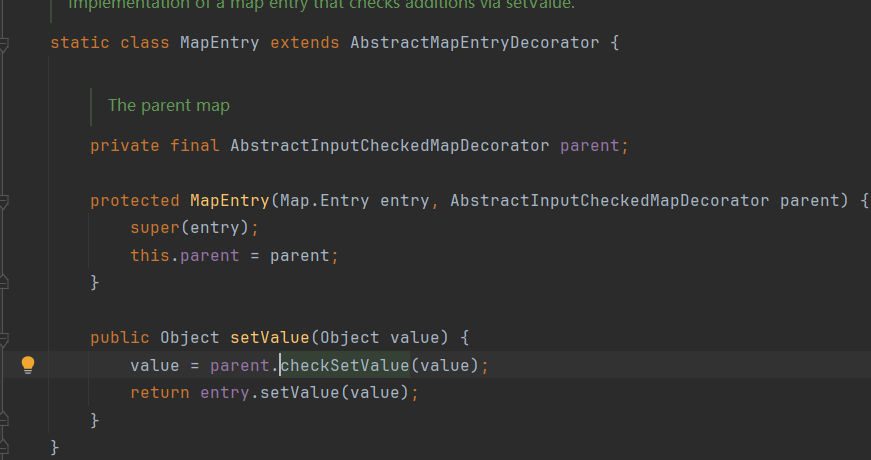 Implementation of a map entry that checks additions via setValue.
static class MapEntry extends AbstractMapEntryDecorator {
The parent map
private final AbstractInputCheckedMapDecorator parent;
protected MapEntry(Map.Entry entry, AbstractInputCheckedMapDecorator parent) {
super(entry);
this.parent = parent;
}
public Object setValue(Object value) {
value = parent.checkSetValue(value);
return entry.setValue(value);
}
}